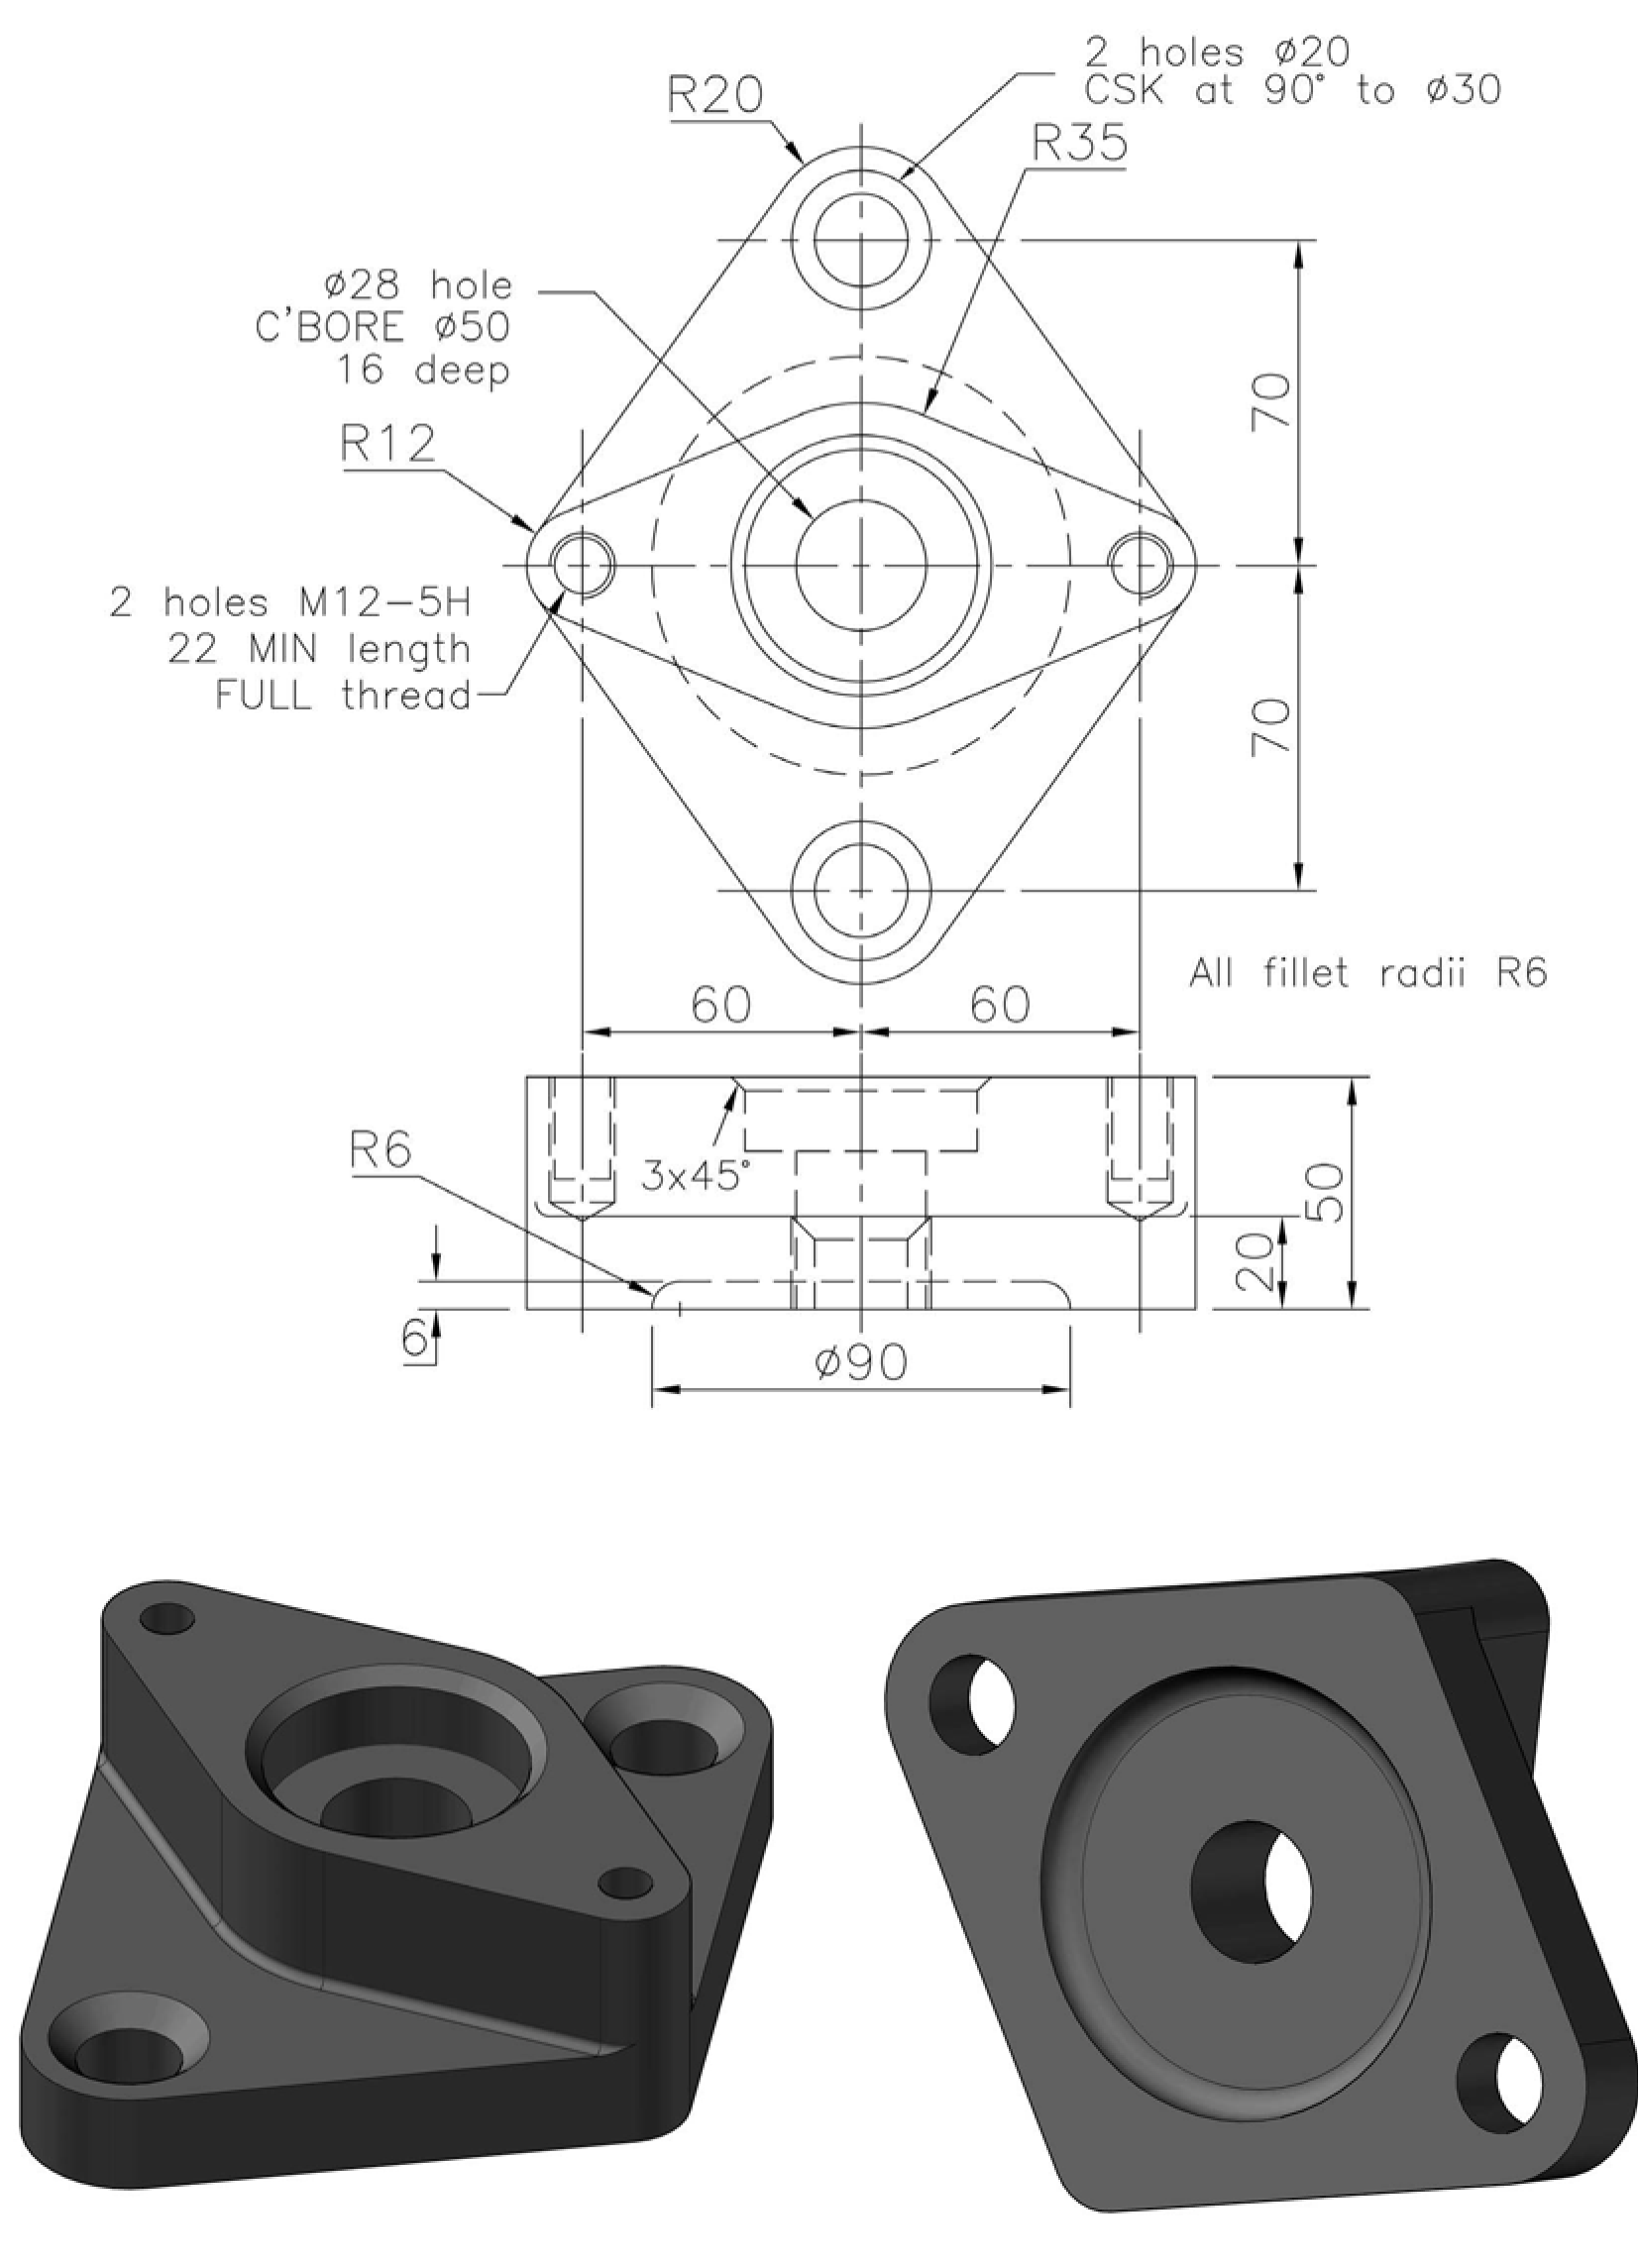 2 holes ø20
CSK at 90° to ø30
R20
R35
ø28 hole
C'BORE ø50
16 deep
70
R12
2 holes M12-5H
22 MIN length
FULL thread
70
All fillet radii R6
60
60
R6
3x45°
50
20
6
ø90